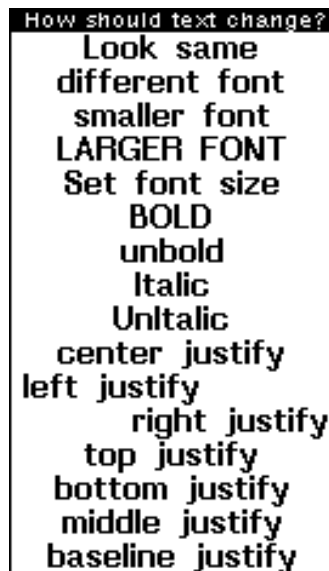 How should text change?
Look same
different font
smaller font
LARGER FONT
Set font size
BOLD
unbold
Italic
UnItalic
center justify
left justify
right justify
top justify
bottom justify
middle justify
baseline justify